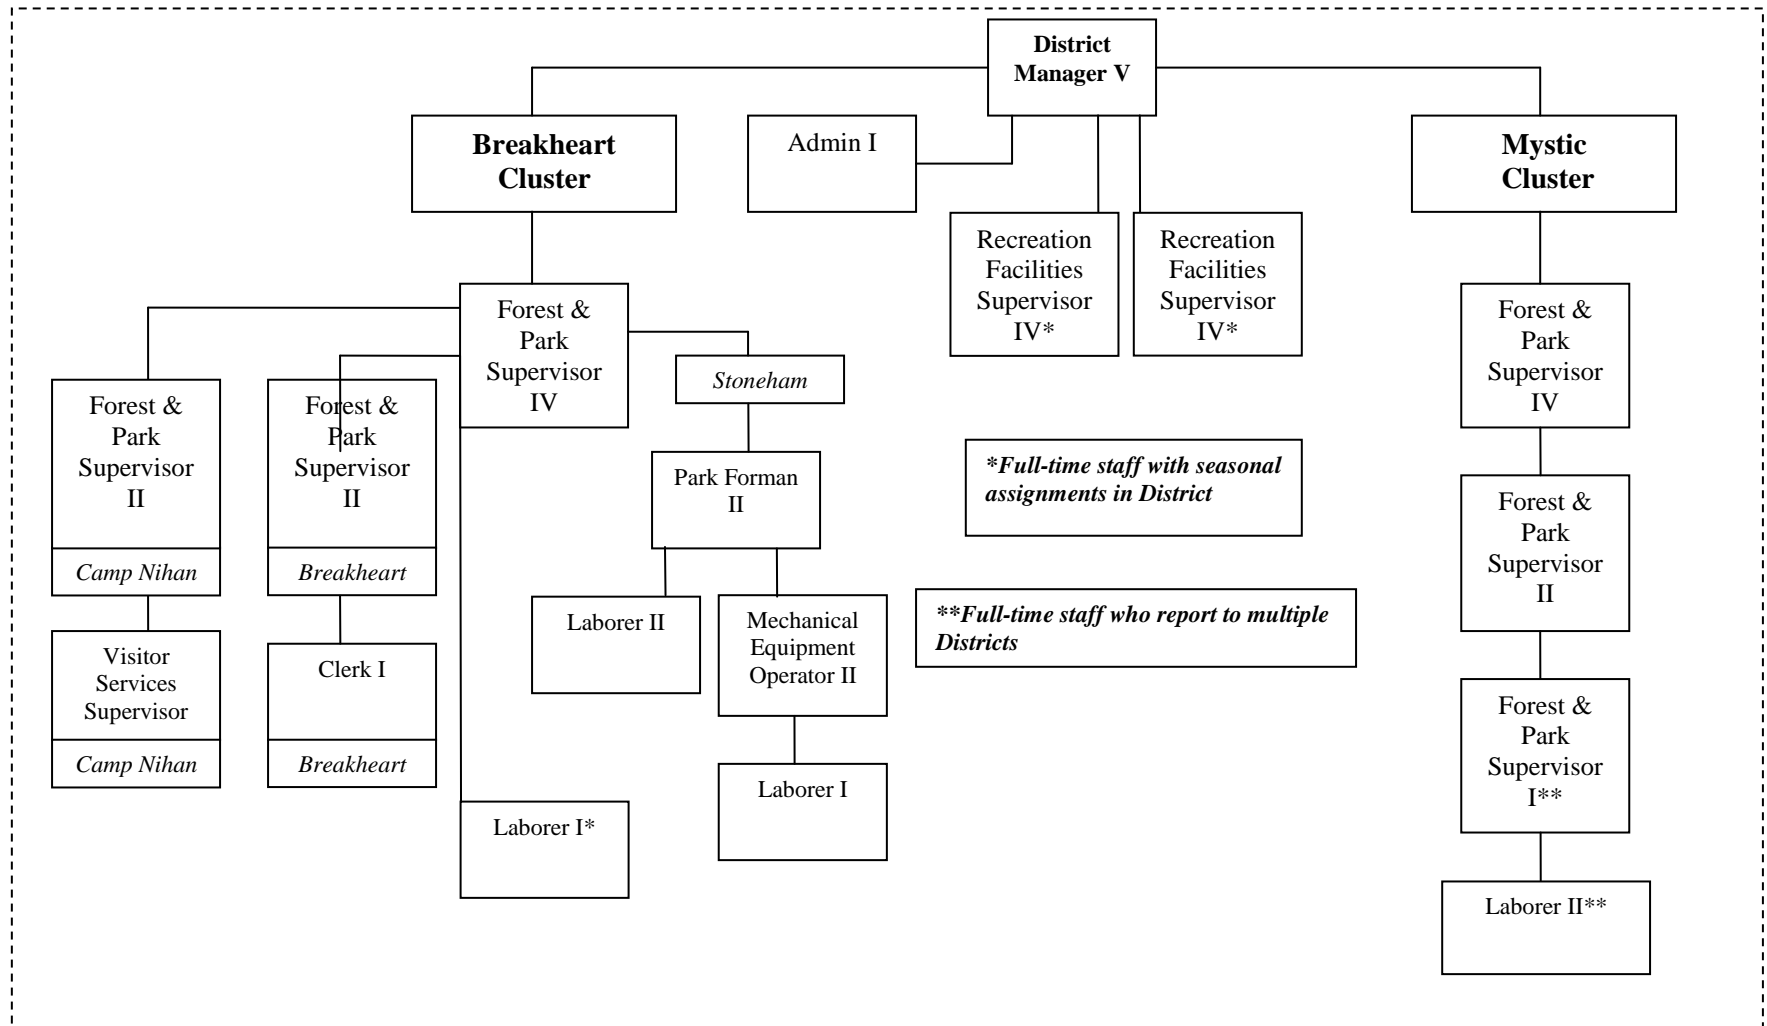 District
Manager V
Breakheart
Cluster
Admin I
Mystic
Cluster
Recreation
Facilities
Supervisor
IV*
Recreation
Facilities
Supervisor
IV*
Forest &
Park
Supervisor
IV
Forest &
Park
Supervisor
IV
Stoneham
Forest &
Park
Supervisor
II
Camp Nihan
Forest &
Park
Supervisor
II
Breakheart
Park Forman
II
*Full-time staff with seasonal
assignments in District
Forest &
Park
Supervisor
II
Visitor
Services
Supervisor
Camp Nihan
Clerk I
Breakheart
Laborer II
Mechanical
Equipment
Operator II
**Full-time staff who report to multiple
Districts
Forest &
Park
Supervisor
I**
Laborer I*
Laborer I
Laborer II**